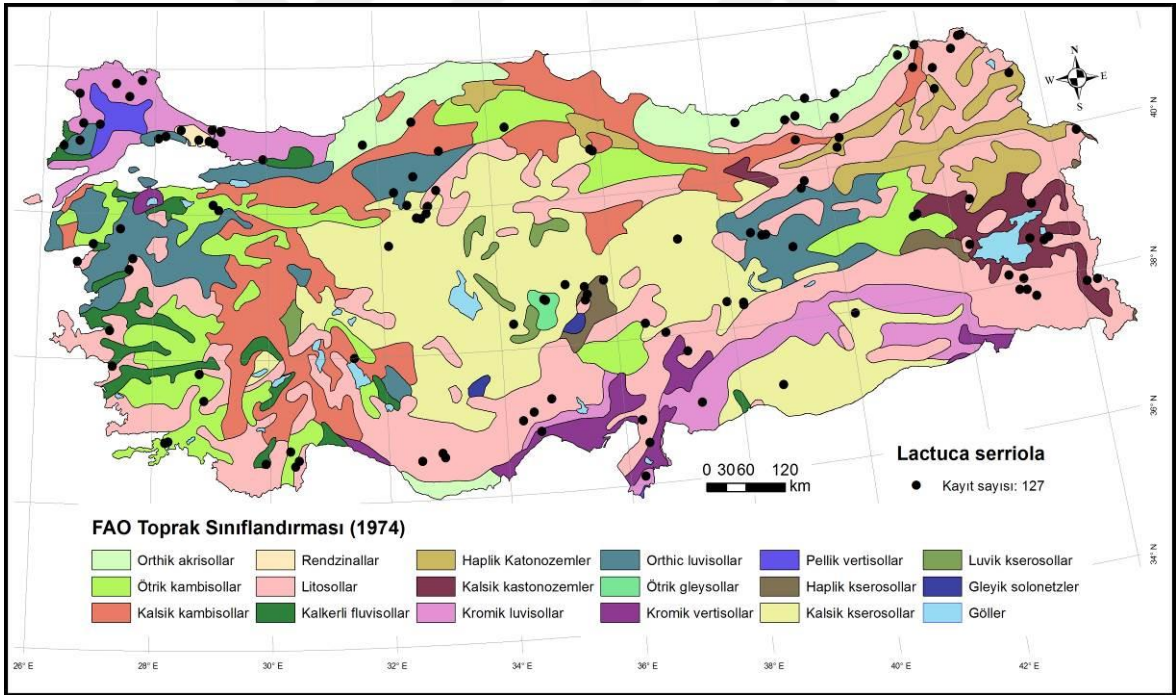 N
W E
S
40° N
38° N
36° N
34° N
Lactuca serriola
Kayıt sayısı: 127
0 30 60 120
km
FAO Toprak Sınıflandırması (1974)
Orthik akrisollar
Rendzinallar
Haplik Katonozemler
Orthic luvisollar
Pellik vertisollar
Luvik kserosollar
Ötrik kambisollar
Litosollar
Kalsik kastonozemler
Ötrik gleysollar
Haplik kserosollar
Gleyik solonetzler
Kalsik kambisollar
Kalkerli fluvisollar
Kromik luvisollar
Kromik vertisollar
Kalsik kserosollar
Göller
26° E 28° E 30° E 32° E 34° E 36° E 38° E 40° E 42° E